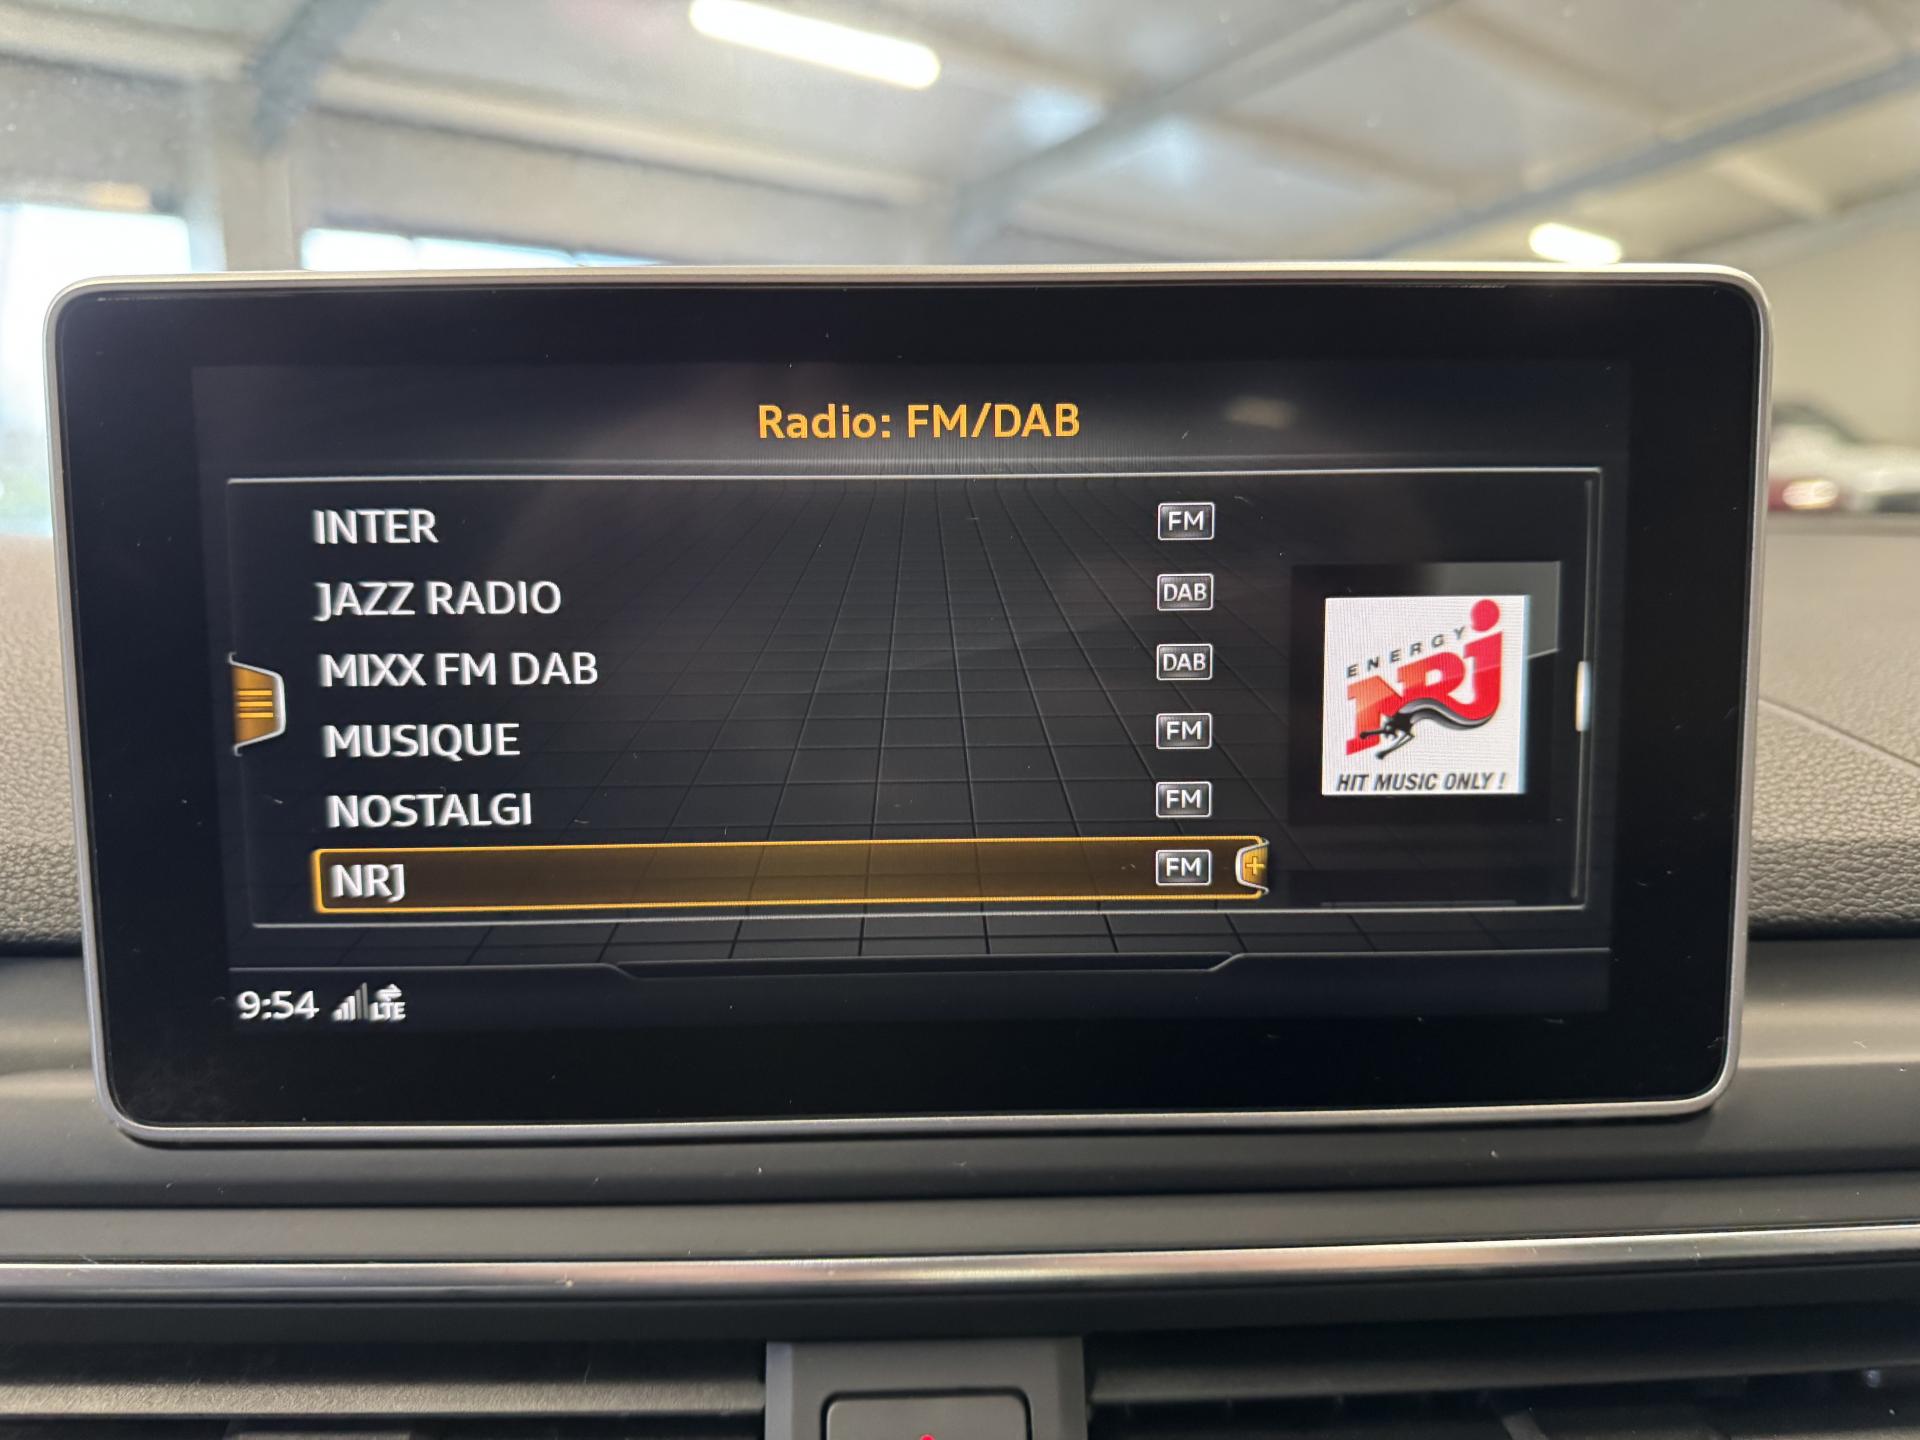 Radio: FM/DAB
INTER FM
JAZZ RADIO DAB
MIXX FM DAB DAB
MUSIQUE FM
NOSTALGI FM
NRJ FM
ENERGY
NRJ
HIT MUSIC ONLY !
9:54 LTE